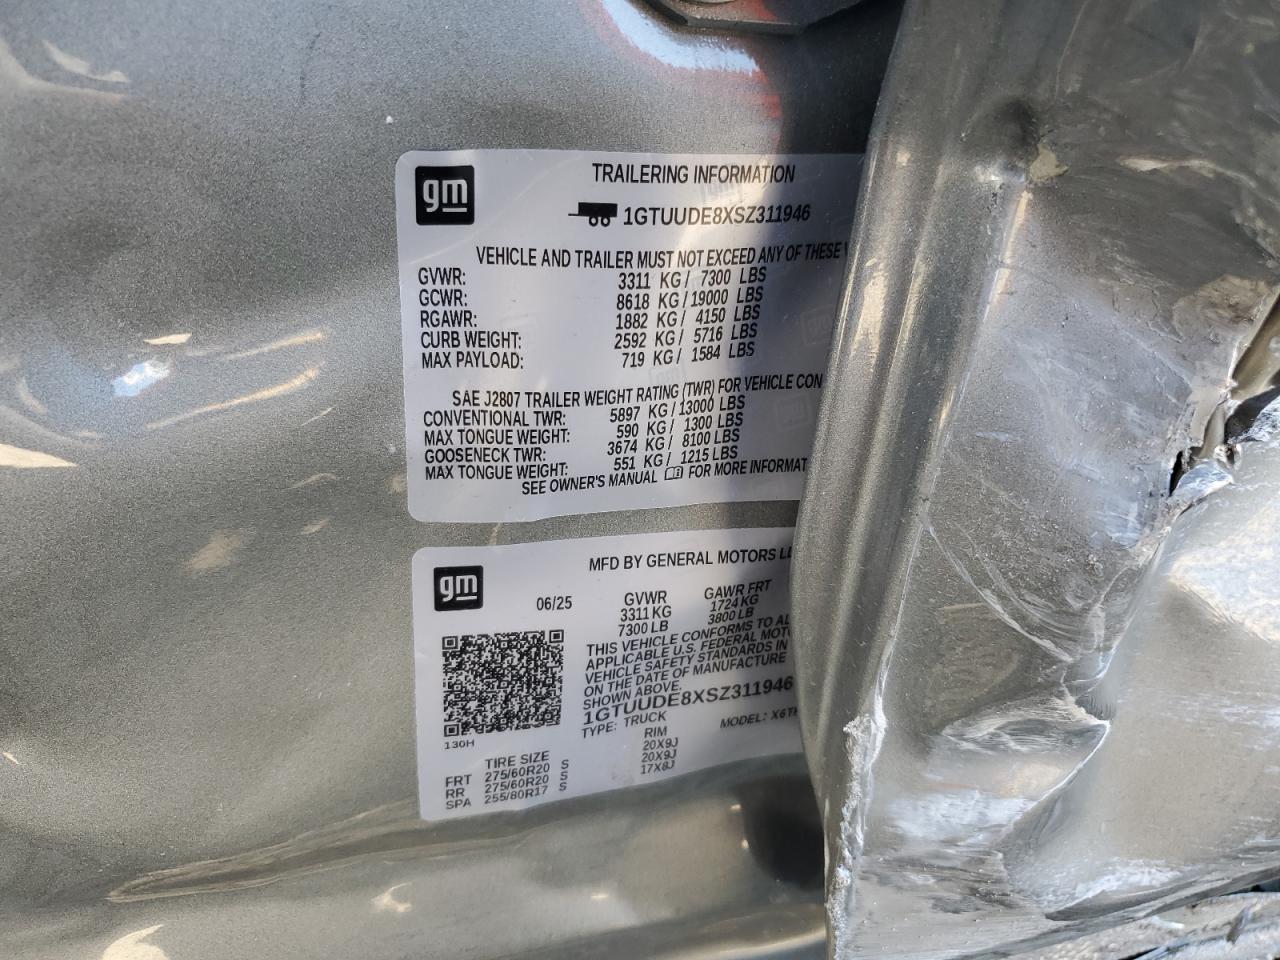 gm
TRAILERING INFORMATION
1GTUUDE8XSZ311946
VEHICLE AND TRAILER MUST NOT EXCEED ANY OF THESE
GVWR: 3311 KG / 7300 LBS
GCWR: 8618 KG / 19000 LBS
RGAWR: 1882 KG / 4150 LBS
CURB WEIGHT: 2592 KG / 5716 LBS
MAX PAYLOAD: 719 KG / 1584 LBS
SAE J2807 TRAILER WEIGHT RATING (TWR) FOR VEHICLE CON
CONVENTIONAL TWR: 5897 KG / 13000 LBS
MAX TONGUE WEIGHT: 590 KG / 1300 LBS
GOOSENECK TWR: 3674 KG / 8100 LBS
MAX TONGUE WEIGHT: 551 KG / 1215 LBS
SEE OWNER'S MANUAL FOR MORE INFORMAT
gm
MFD BY GENERAL MOTORS LL
06/25 GVWR GAWR FRT
3311 KG 1724 KG
7300 LB 3800 LB
THIS VEHICLE CONFORMS TO AL
APPLICABLE U.S. FEDERAL MOTO
VEHICLE SAFETY STANDARDS IN
ON THE DATE OF MANUFACTURE
SHOWN ABOVE.
1GTUUDE8XSZ311946
TYPE: TRUCK MODEL: X6TK
130H
TIRE SIZE RIM
FRT 275/60R20 S 20X9J
RR 275/60R20 S 20X9J
SPA 255/80R17 S 17X8J